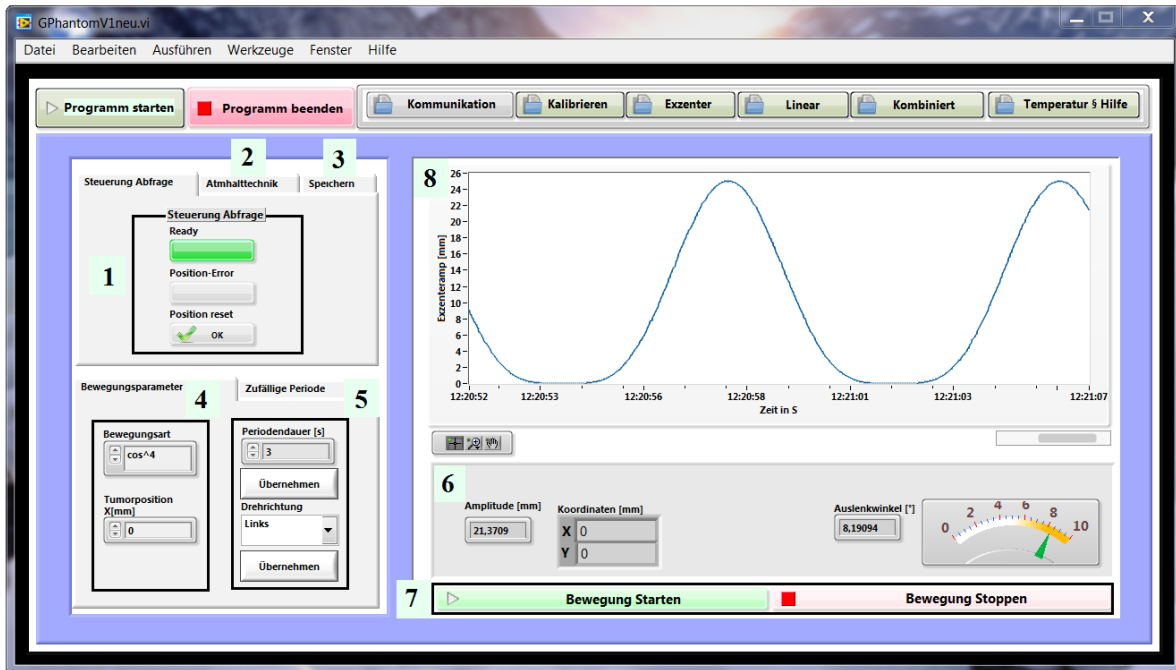 GPhantomV1neu.vi
Datei Bearbeiten Ausführen Werkzeuge Fenster Hilfe
Programm starten Programm beenden Kommunikation Kalibrieren Exzenter Linear Kombiniert Temperatur § Hilfe
2 3
Steuerung Abfrage Atmhalttechnik Speichern
Steuerung Abfrage
Ready
1
Position-Error
Position reset
OK
Bewegungsparameter Zufällige Periode
4 5
Bewegungsart
cos^4
Tumorposition
X[mm]
0
Periodendauer [s]
3
Übernehmen
Drehrichtung
Links
Übernehmen
8
Exzenteramp [mm]
26
24
22
20
18
16
14
12
10
8
6
4
2
0
12:20:52 12:20:53 12:20:56 12:20:58 12:21:01 12:21:03 12:21:07
Zeit in S
6
Amplitude [mm]
21,3709
Koordinaten [mm]
X 0
Y 0
Auslenkwinkel [°]
8,19094
0 2 4 6 8 10
7
Bewegung Starten Bewegung Stoppen